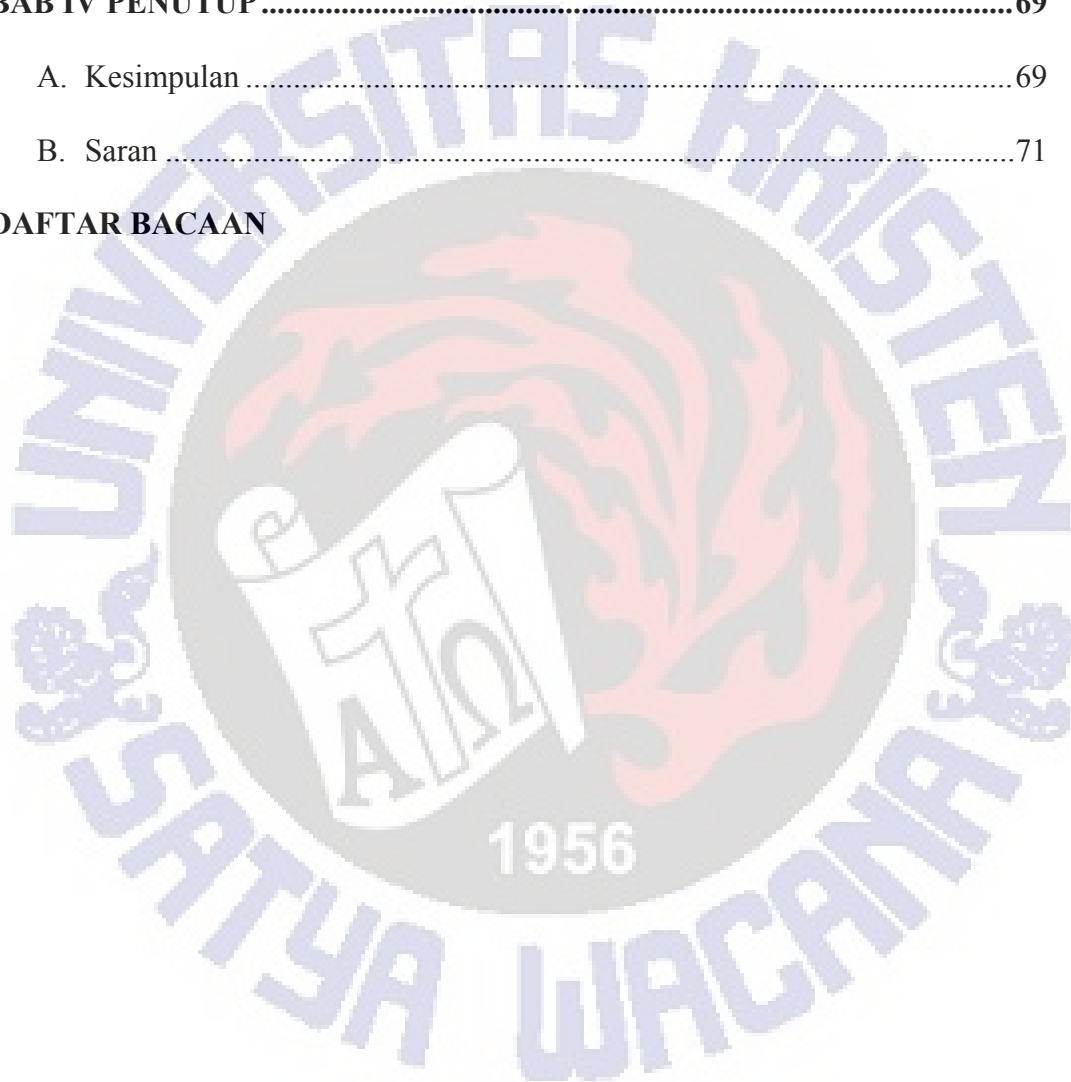 BAB IV PENUTUP ........................................................................................... 69
A. Kesimpulan ............................................................................................. 69
B. Saran ....................................................................................................... 71
DAFTAR BACAAN
UNIVERSITAS KRISTEN
SATYA WACANA
Α Ω
1956